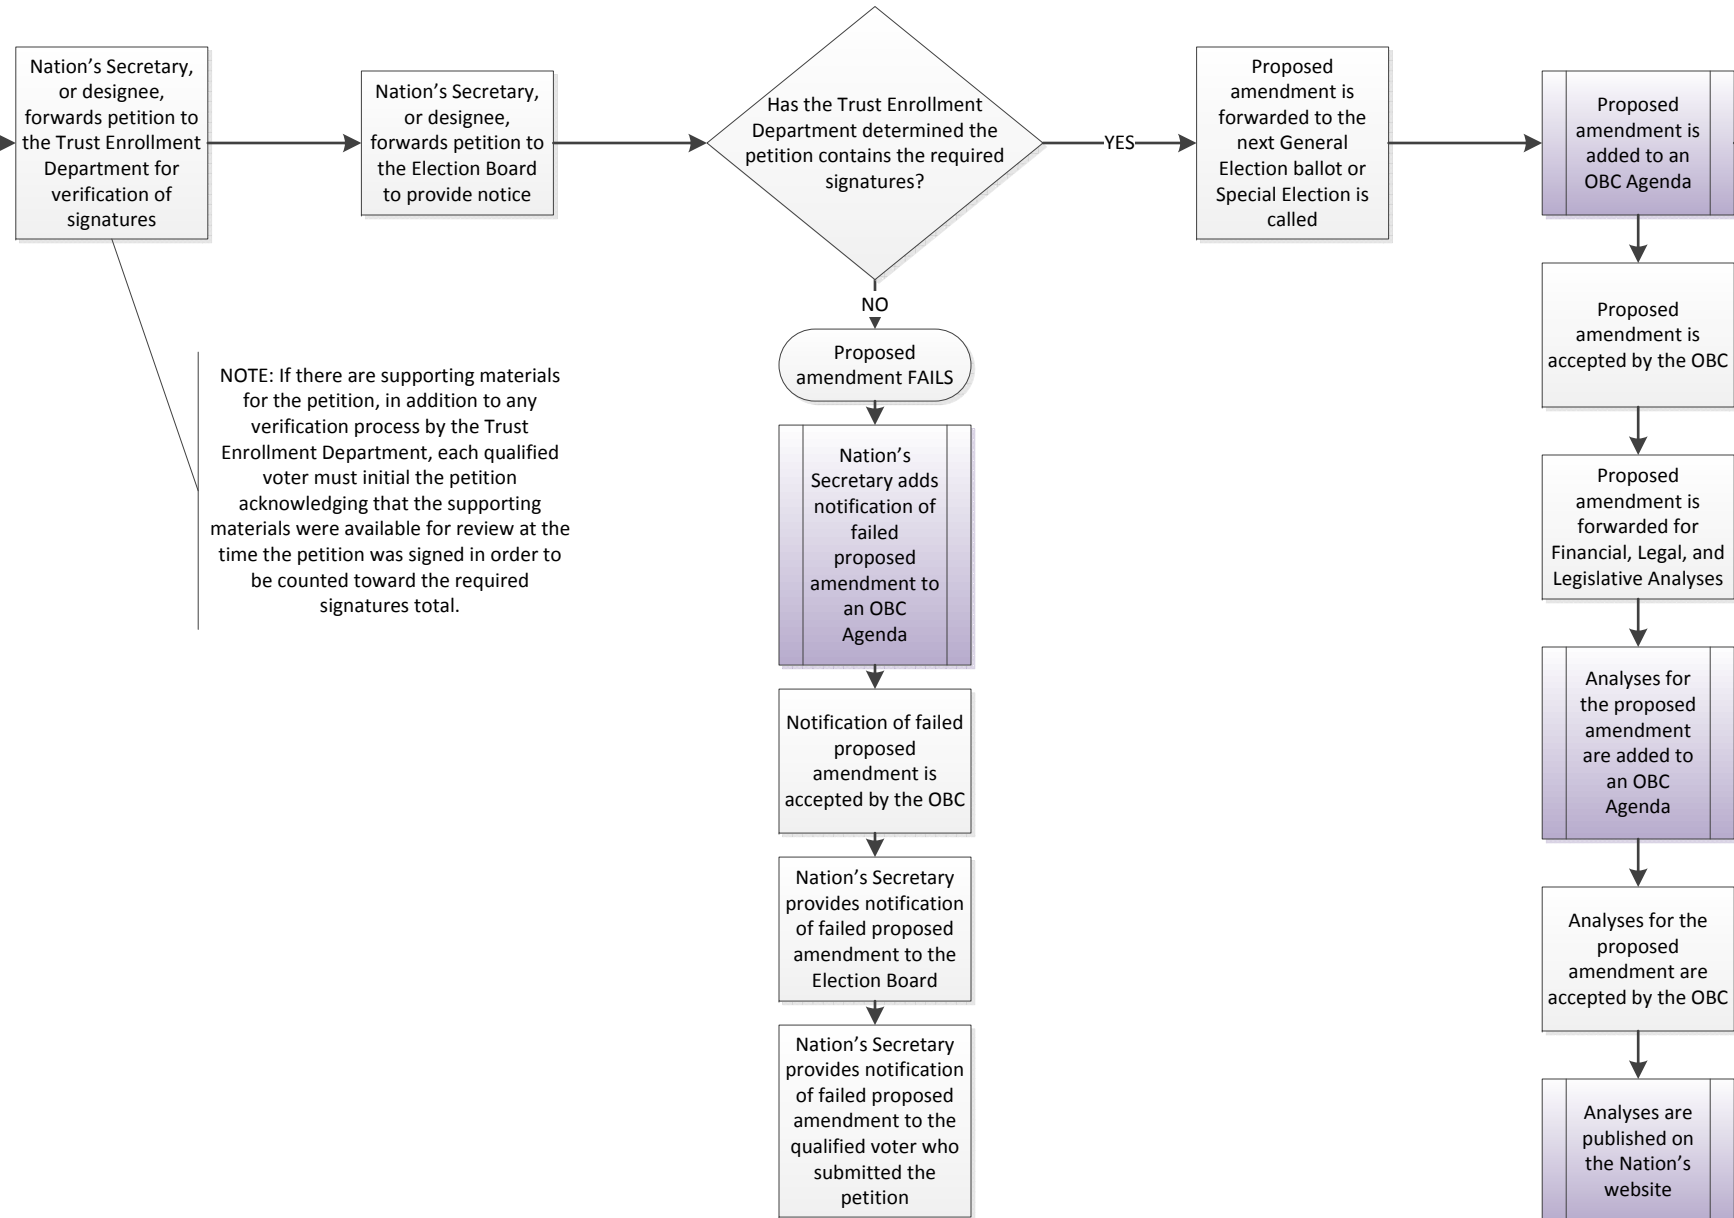 Nation’s Secretary,
or designee,
forwards petition to
the Trust Enrollment
Department for
verification of
signatures
Nation’s Secretary,
or designee,
forwards petition to
the Election Board
to provide notice
Has the Trust Enrollment
Department determined the
petition contains the required
signatures?
YES
Proposed
amendment is
forwarded to the
next General
Election ballot or
Special Election is
called
Proposed
amendment is
added to an
OBC Agenda
NO
Proposed
amendment FAILS
NOTE: If there are supporting materials
for the petition, in addition to any
verification process by the Trust
Enrollment Department, each qualified
voter must initial the petition
acknowledging that the supporting
materials were available for review at the
time the petition was signed in order to
be counted toward the required
signatures total.
Nation’s
Secretary adds
notification of
failed
proposed
amendment to
an OBC
Agenda
Notification of failed
proposed
amendment is
accepted by the OBC
Nation’s Secretary
provides notification
of failed proposed
amendment to the
Election Board
Nation’s Secretary
provides notification
of failed proposed
amendment to the
qualified voter who
submitted the
petition
Proposed
amendment is
accepted by the OBC
Proposed
amendment is
forwarded for
Financial, Legal, and
Legislative Analyses
Analyses for
the proposed
amendment
are added to
an OBC
Agenda
Analyses for the
proposed
amendment are
accepted by the OBC
Analyses are
published on
the Nation’s
website